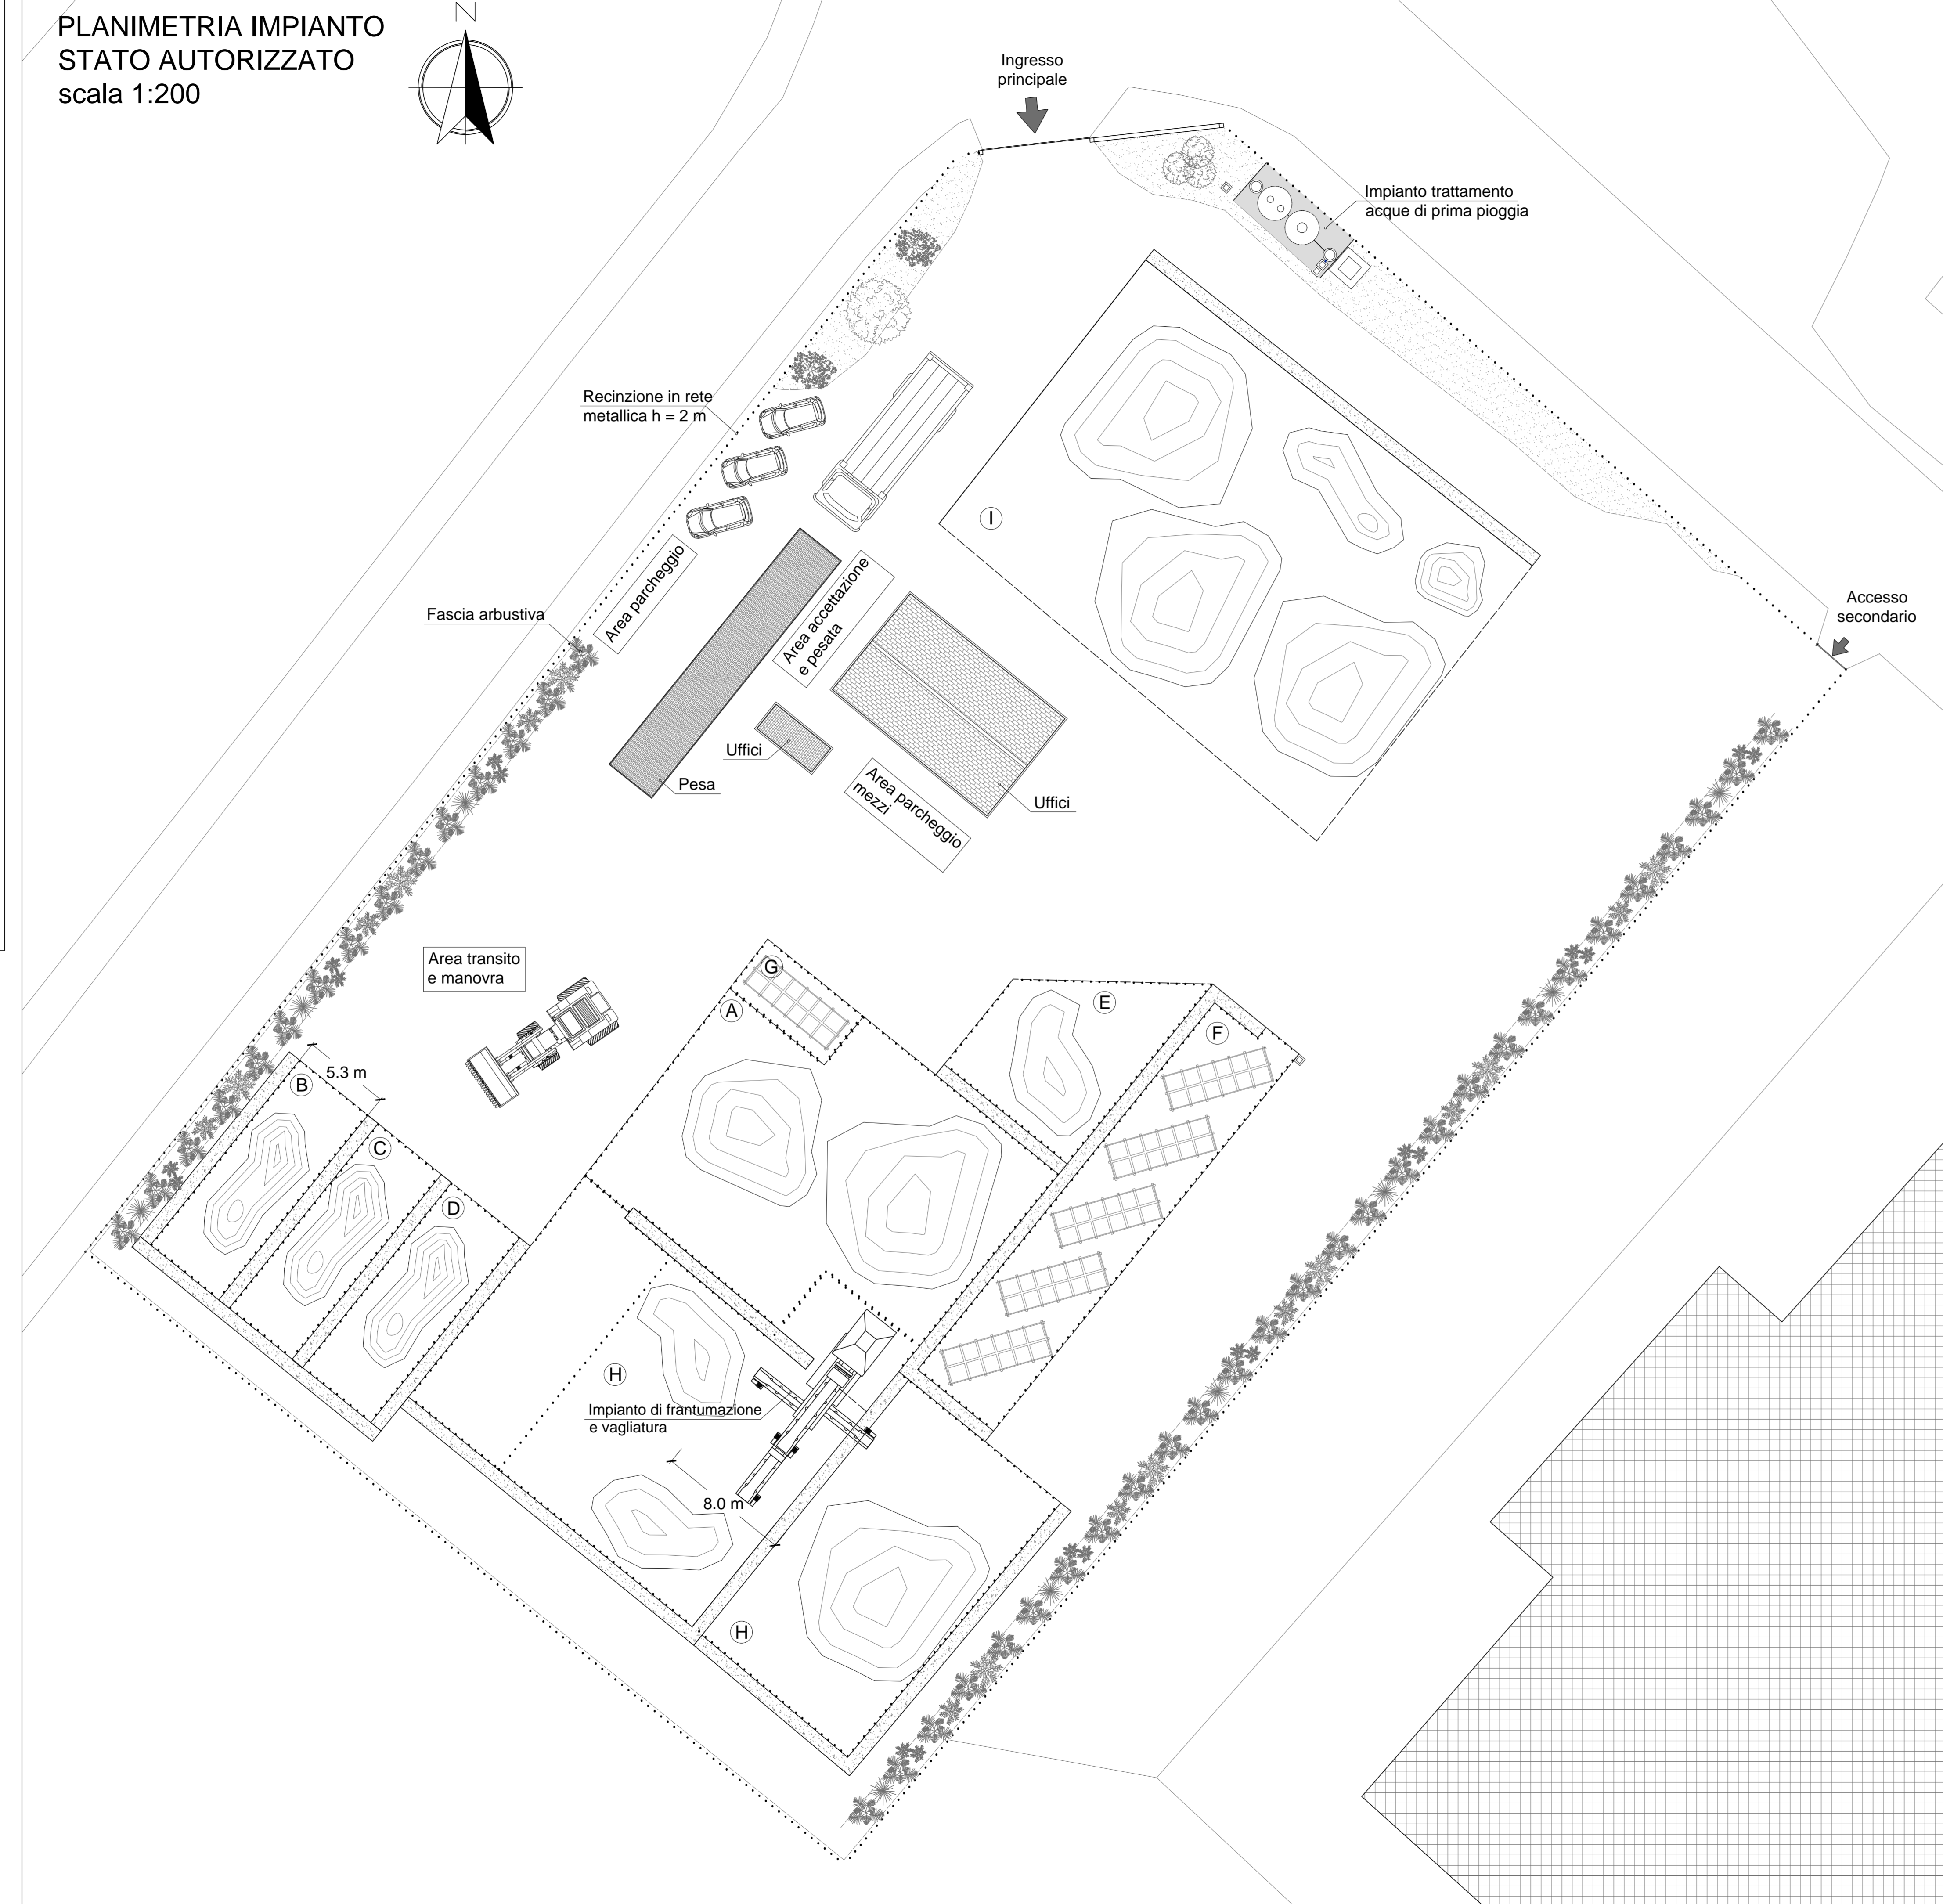 PLANIMETRIA IMPIANTO
STATO AUTORIZZATO
scala 1:200
N
Ingresso
principale
Impianto trattamento
acque di prima pioggia
Recinzione in rete
metallica h = 2 m
I
Area parcheggio
Area accettazione
e pesata
Fascia arbustiva
Accesso
secondario
Uffici
Pesa
Area parcheggio
mezzi
Uffici
Area transito
e manovra
G
A
E
F
5.3 m
B
C
D
H
Impianto di frantumazione
e vagliatura
8.0 m
H